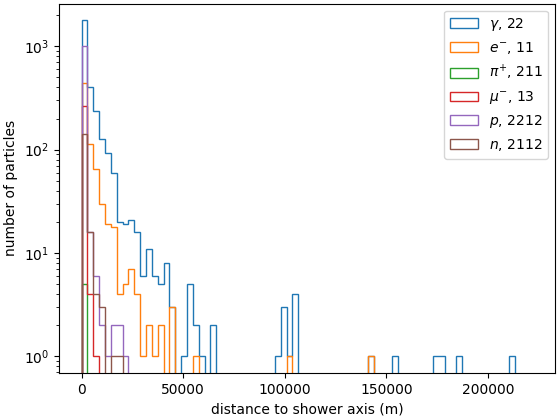 γ, 22
e⁻, 11
π⁺, 211
μ⁻, 13
p, 2212
n, 2112
number of particles
10³
10²
10¹
10⁰
0 50000 100000 150000 200000
distance to shower axis (m)